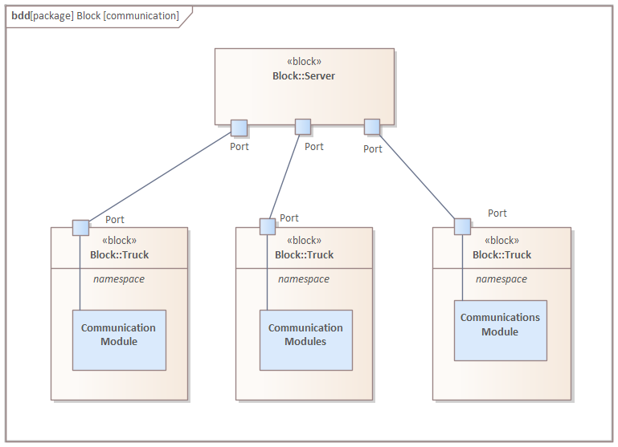 bdd[package] Block [communication]
«block»
Block::Server
Port
Port
Port
Port
Port
Port
«block»
Block::Truck
namespace
Communication
Module
«block»
Block::Truck
namespace
Communication
Modules
«block»
Block::Truck
namespace
Communications
Module